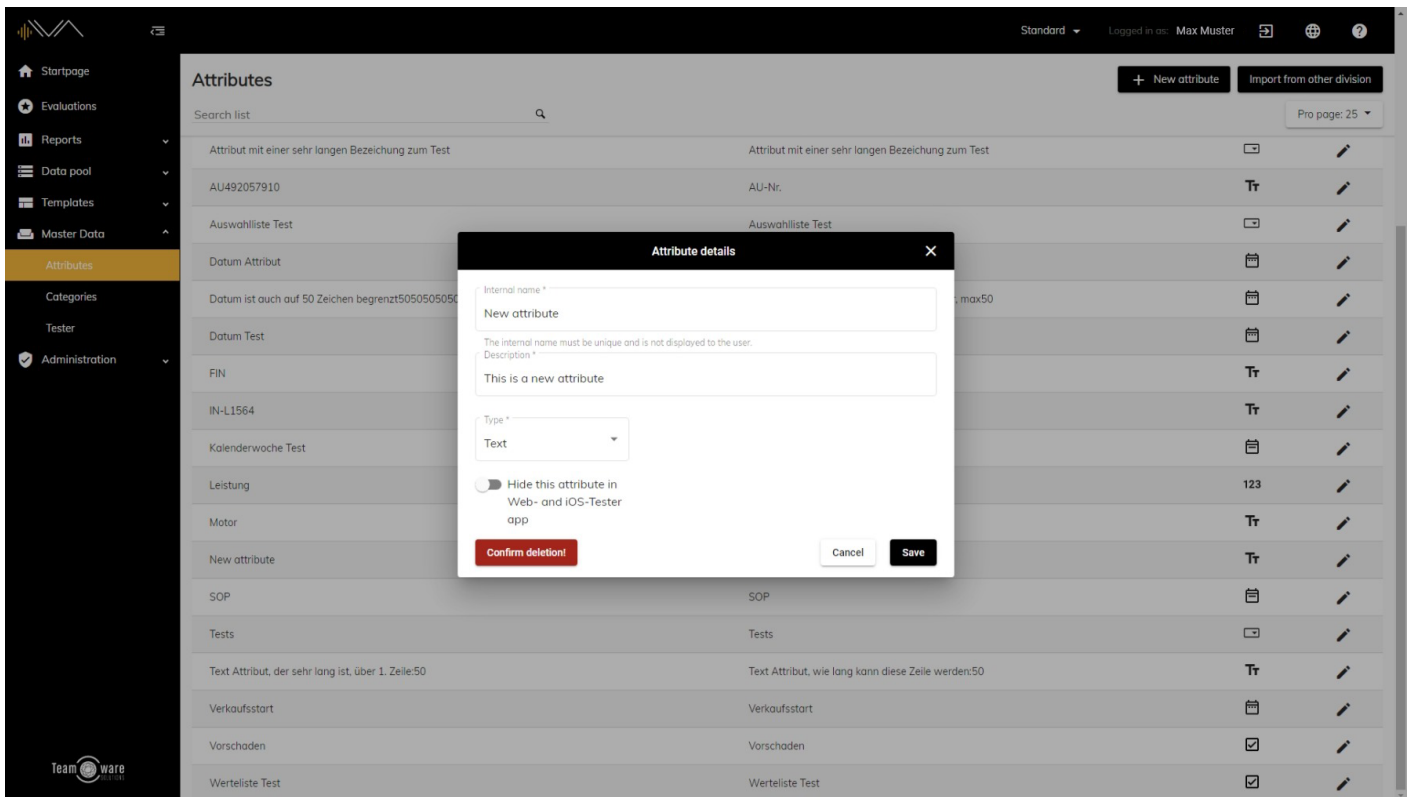 Standard Logged in as: Max Muster
Startpage
Evaluations
Reports
Data pool
Templates
Master Data
Attributes
Categories
Tester
Administration
Team ware
SOLUTIONS
Attributes
+ New attribute Import from other division
Search list
Pro page: 25
Attribut mit einer sehr langen Bezeichung zum Test Attribut mit einer sehr langen Bezeichung zum Test
AU492057910 AU-Nr. TT
Auswahlliste Test Auswahlliste Test
Datum Attribut
Datum ist auch auf 50 Zeichen begrenzt5050505050 , max50
Datum Test
FIN TT
IN-L1564 TT
Kalenderwoche Test
Leistung 123
Motor TT
New attribute TT
SOP SOP
Tests Tests
Text Attribut, der sehr lang ist, über 1. Zeile:50 Text Attribut, wie lang kann diese Zeile werden:50 TT
Verkaufsstart Verkaufsstart
Vorschaden Vorschaden
Werteliste Test Werteliste Test
Attribute details
Internal name *
New attribute
The internal name must be unique and is not displayed to the user.
Description *
This is a new attribute
Type *
Text
Hide this attribute in
Web- and iOS-Tester
app
Confirm deletion! Cancel Save